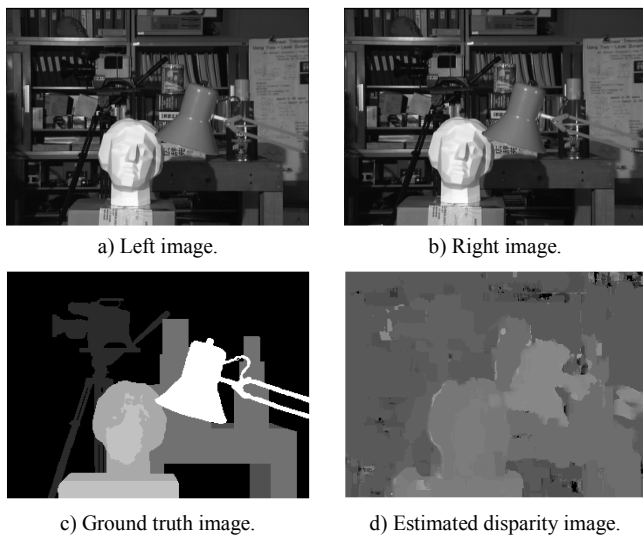 a) Left image.
b) Right image.
c) Ground truth image.
d) Estimated disparity image.